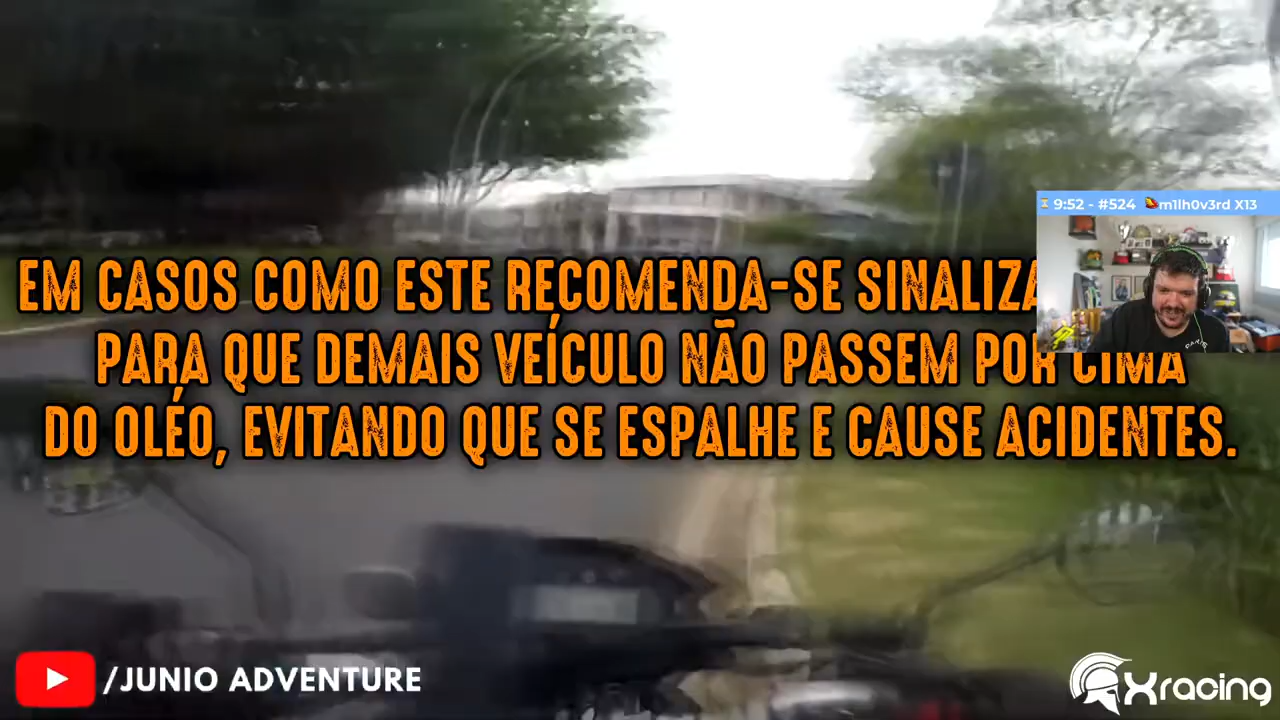 9:52 - #524 m1lh0v3rd X13
EM CASOS COMO ESTE RECOMENDA-SE SINALIZA
PARA QUE DEMAIS VEÍCULO NÃO PASSEM POR CIMA
DO OLÉO, EVITANDO QUE SE ESPALHE E CAUSE ACIDENTES.
/JUNIO ADVENTURE
Xracing